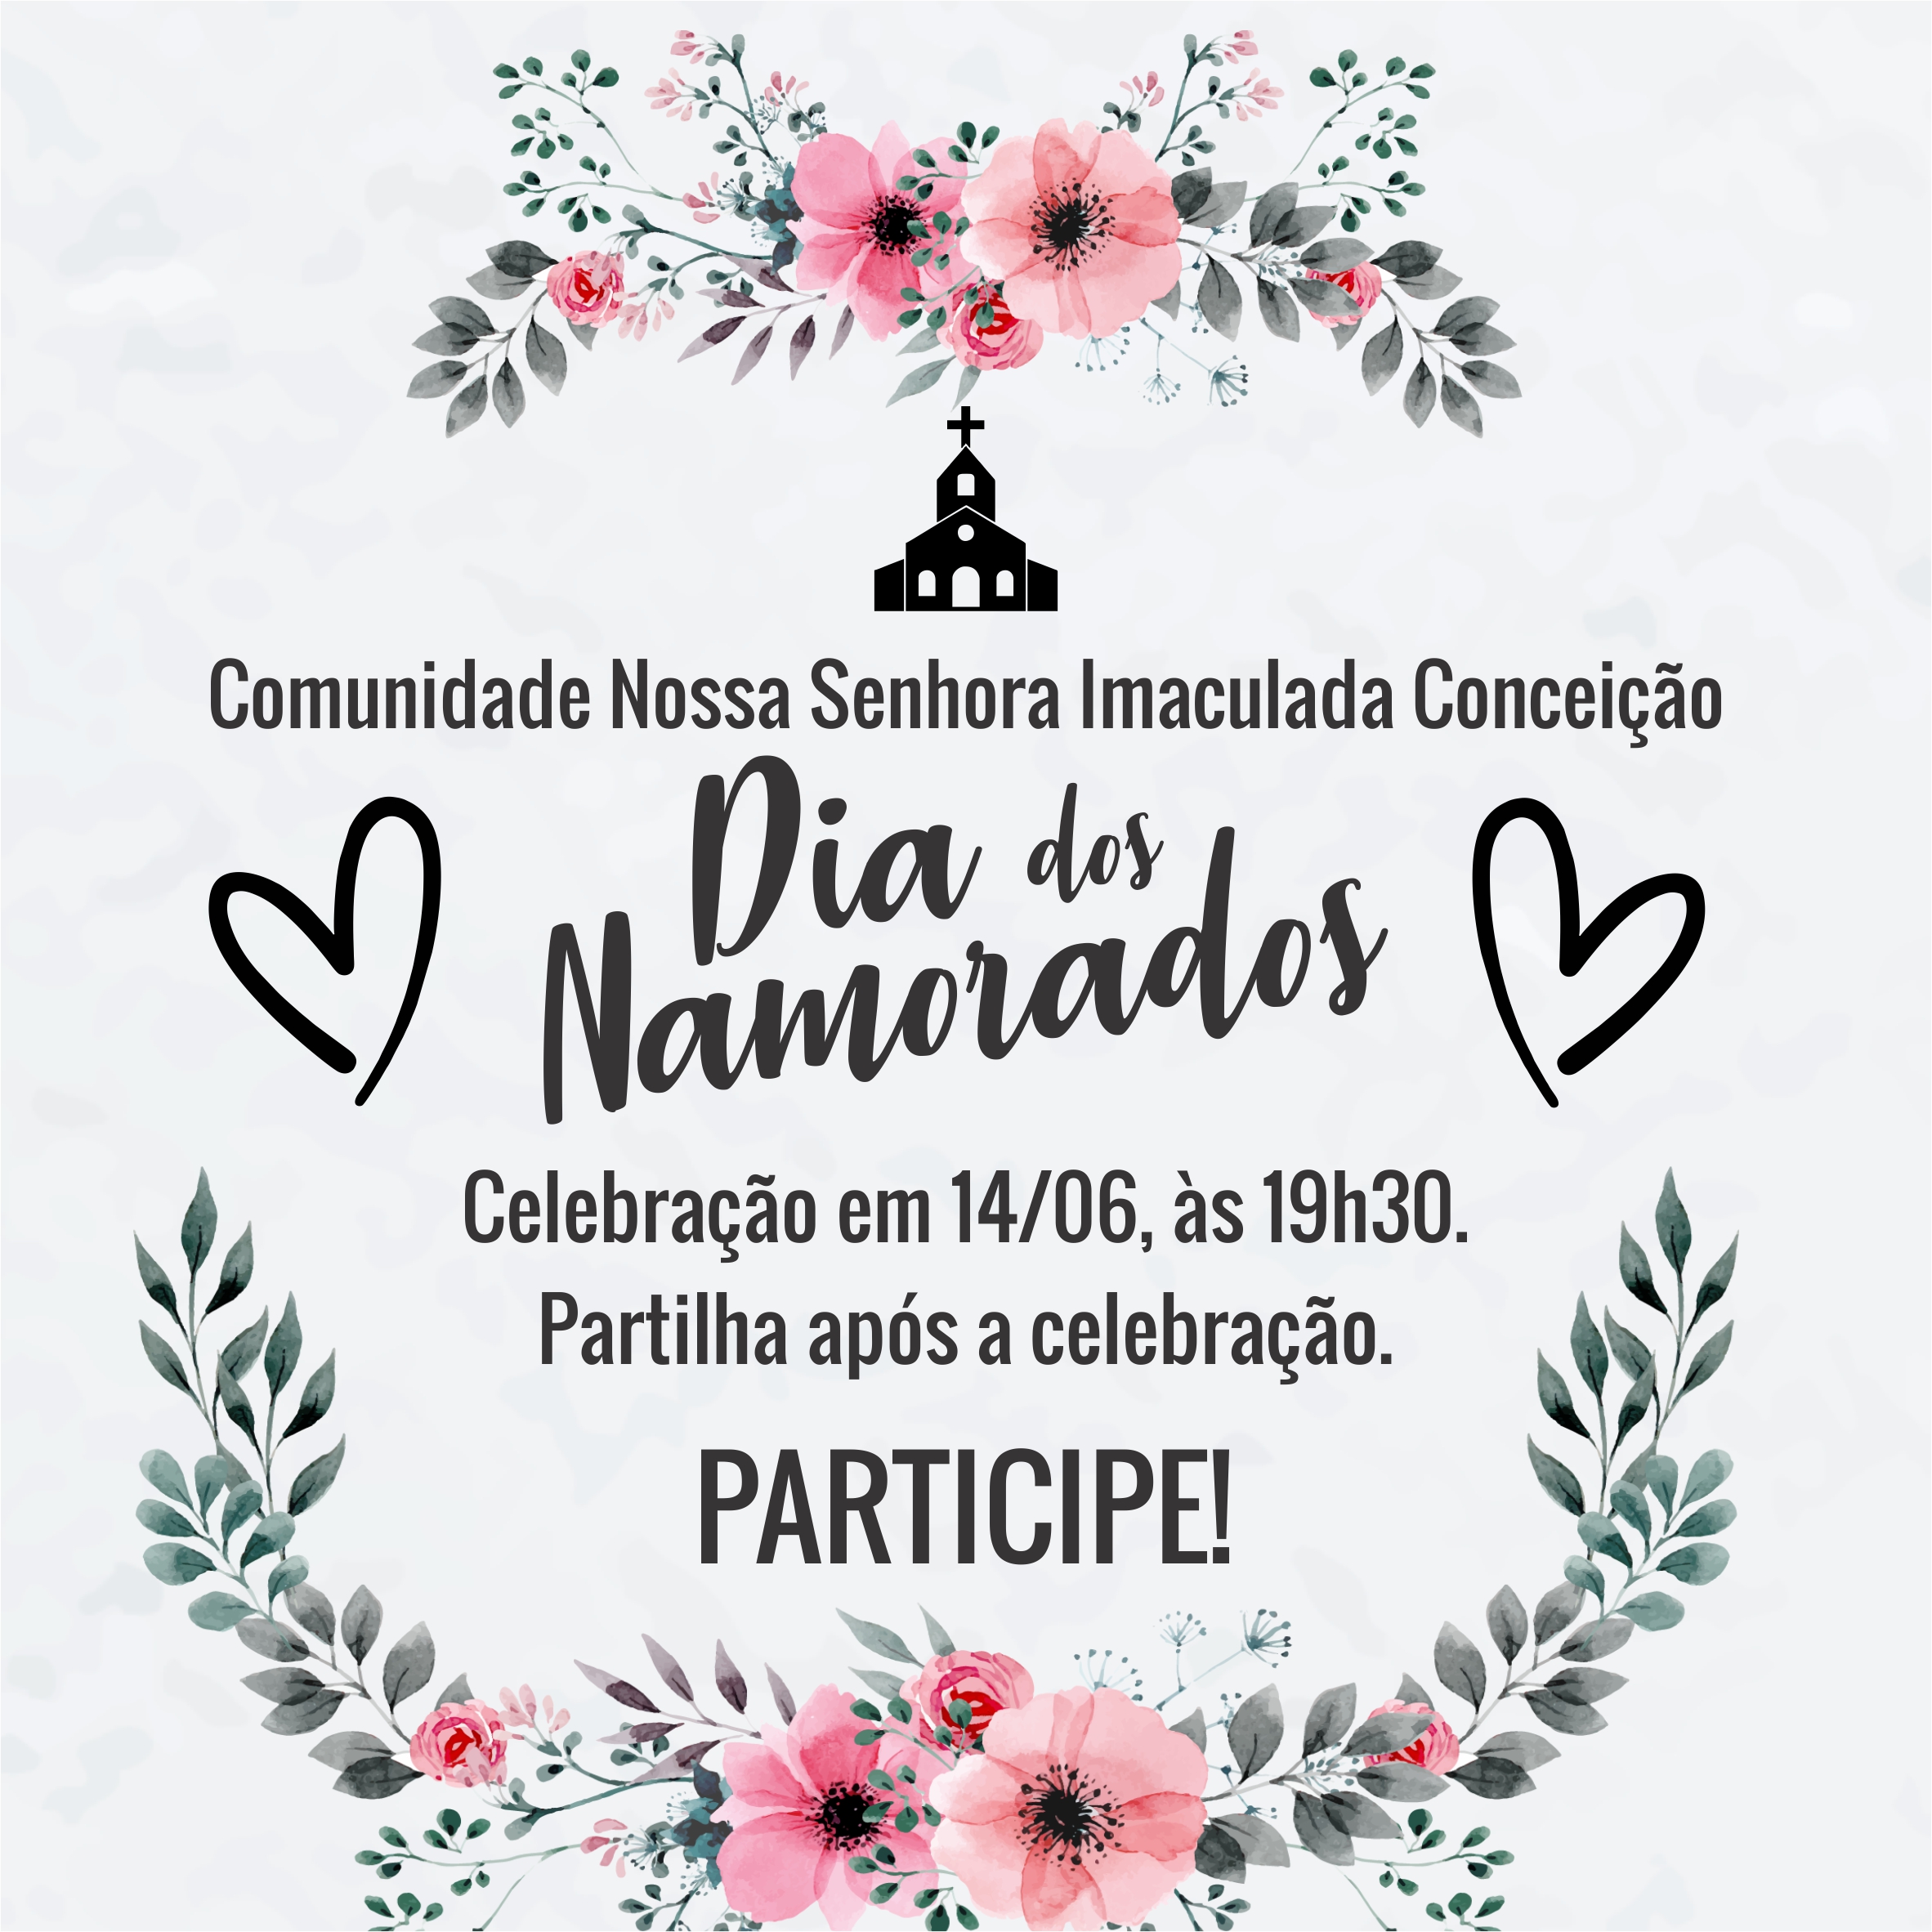 Comunidade Nossa Senhora Imaculada Conceição
Dia dos
Namorados
Celebração em 14/06, às 19h30.
Partilha após a celebração.
PARTICIPE!